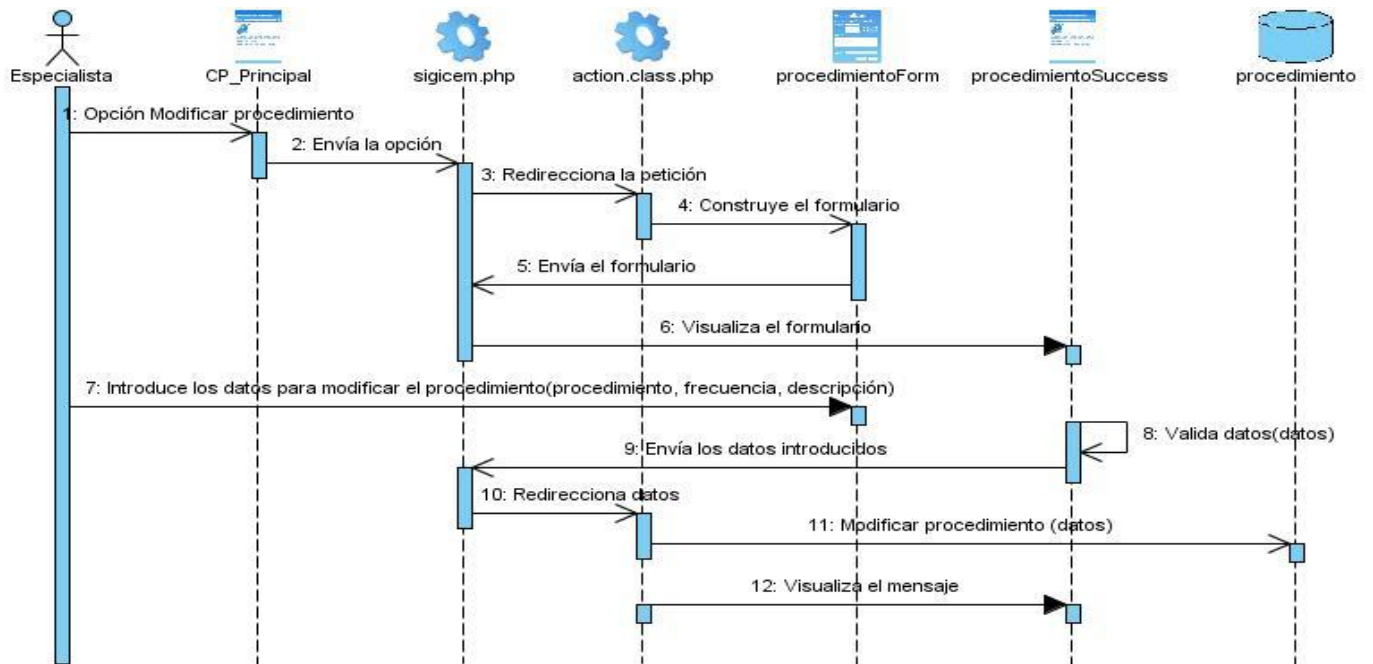 Especialista
CP_Principal
sigicem.php
action.class.php
procedimientoForm
procedimientoSuccess
procedimiento
1: Opción Modificar procedimiento
2: Envía la opción
3: Redirecciona la petición
4: Construye el formulario
5: Envía el formulario
6: Visualiza el formulario
7: Introduce los datos para modificar el procedimiento(procedimiento, frecuencia, descripción)
8: Valida datos(datos)
9: Envía los datos introducidos
10: Redirecciona datos
11: Modificar procedimiento (datos)
12: Visualiza el mensaje